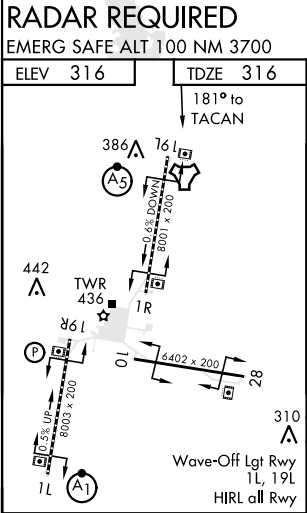 RADAR REQUIRED
EMERG SAFE ALT 100 NM 3700
ELEV 316
TDZE 316
181° to
TACAN
386
19L
A5
0.6% DOWN
8001 x 200
442
TWR
436
1R
19R
P
10
6402 x 200
28
0.5% UP
8003 x 200
310
1L
A1
Wave-Off Lgt Rwy
1L, 19L
HIRL all Rwy